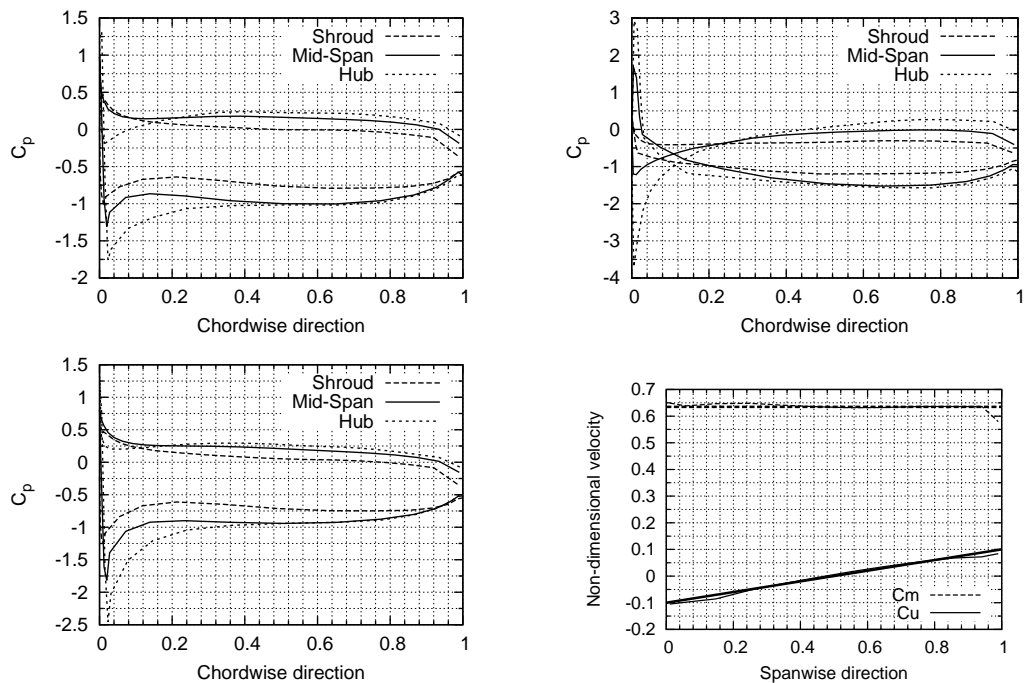 1.5
1
0.5
0
-0.5
-1
-1.5
-2
C_p
0 0.2 0.4 0.6 0.8 1
Chordwise direction
Shroud
Mid-Span
Hub
3
2
1
0
-1
-2
-3
-4
C_p
0 0.2 0.4 0.6 0.8 1
Chordwise direction
Shroud
Mid-Span
Hub
1.5
1
0.5
0
-0.5
-1
-1.5
-2
-2.5
C_p
0 0.2 0.4 0.6 0.8 1
Chordwise direction
Shroud
Mid-Span
Hub
0.7
0.6
0.5
0.4
0.3
0.2
0.1
0
-0.1
-0.2
Non-dimensional velocity
0 0.2 0.4 0.6 0.8 1
Spanwise direction
Cm
Cu